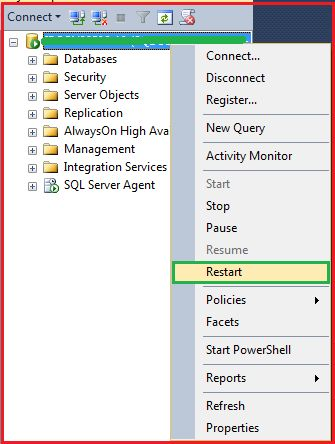 Connect
Databases
Security
Server Objects
Replication
AlwaysOn High Ava
Management
Integration Services
SQL Server Agent
Connect...
Disconnect
Register...
New Query
Activity Monitor
Start
Stop
Pause
Resume
Restart
Policies
Facets
Start PowerShell
Reports
Refresh
Properties